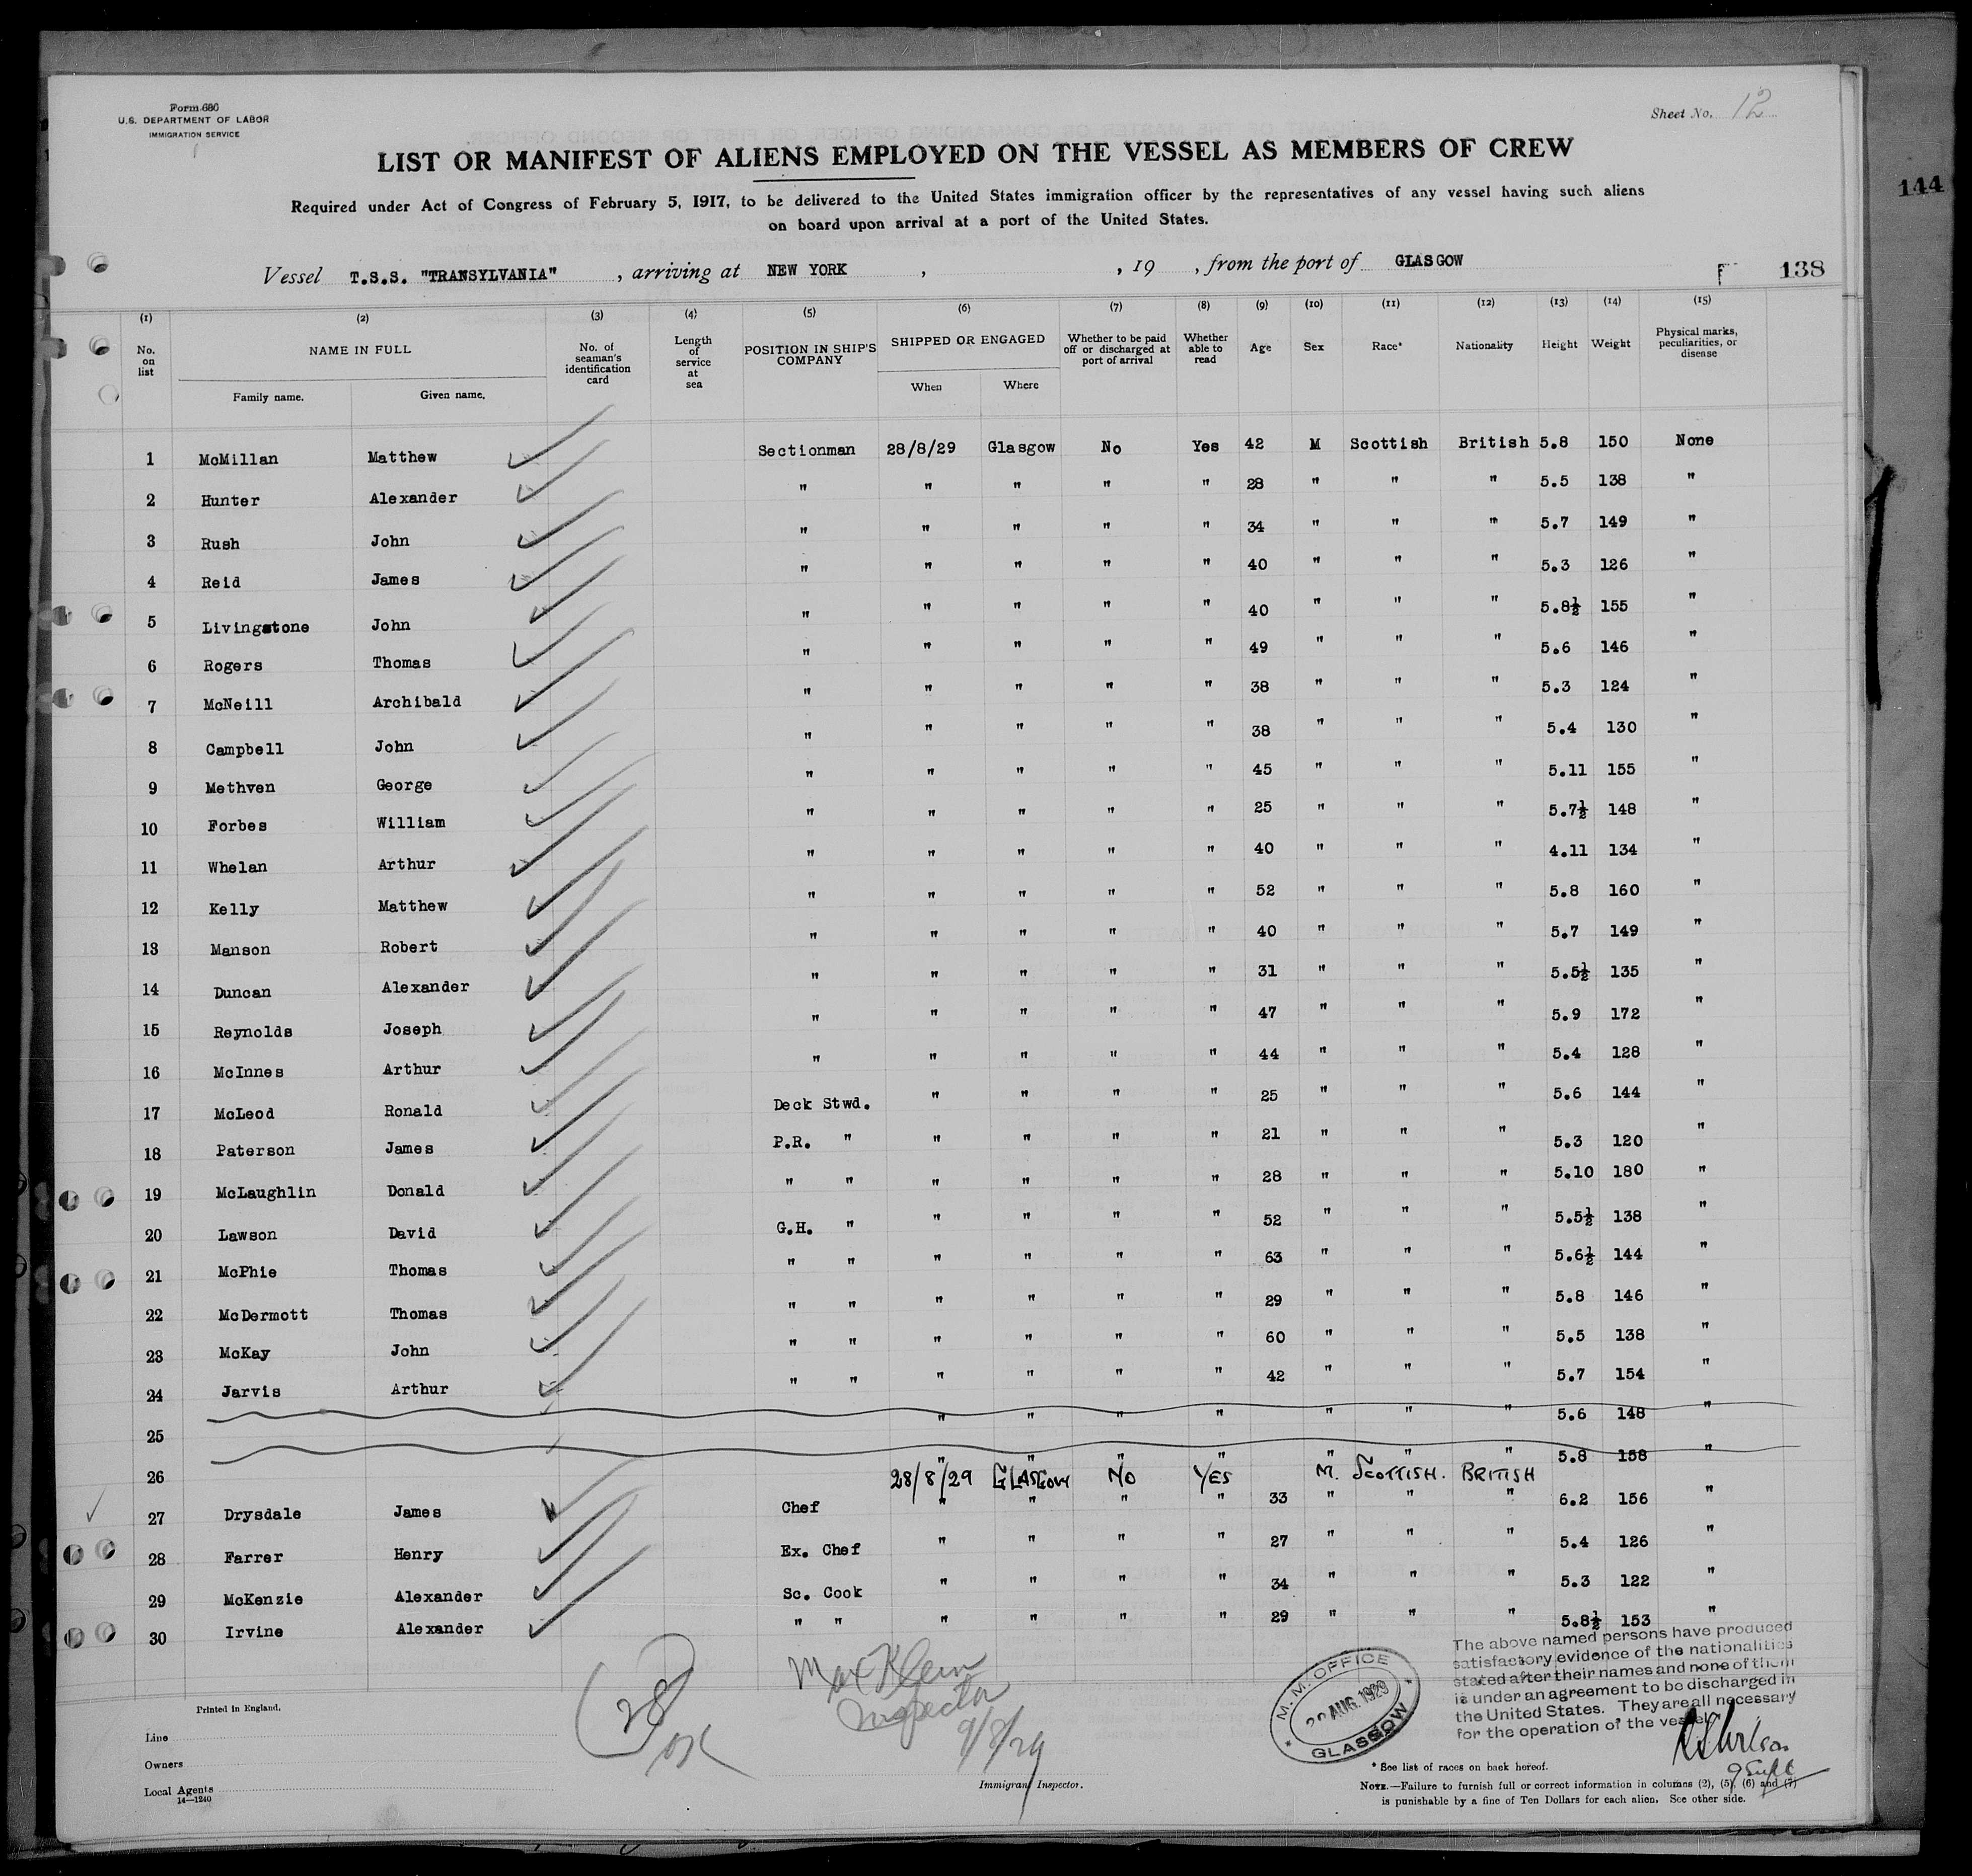 Form 680
U.S. DEPARTMENT OF LABOR
IMMIGRATION SERVICE
Sheet No. 12
LIST OR MANIFEST OF ALIENS EMPLOYED ON THE VESSEL AS MEMBERS OF CREW
144
Required under Act of Congress of February 5, 1917, to be delivered to the United States immigration officer by the representatives of any vessel having such aliens
on board upon arrival at a port of the United States.
Vessel T.S.S. "TRANSYLVANIA" , arriving at NEW YORK , , 19 , from the port of GLASGOW
138
(1) (2) (3) (4) (5) (6) (7) (8) (9) (10) (11) (12) (13) (14) (15)
No. on list NAME IN FULL Family name. Given name. No. of seaman's identification card Length of service at sea POSITION IN SHIP'S COMPANY SHIPPED OR ENGAGED When Where Whether to be paid off or discharged at port of arrival Whether able to read Age Sex Race* Nationality Height Weight Physical marks, peculiarities, or disease
1 McMillan Matthew Sectionman 28/8/29 Glasgow No Yes 42 M Scottish British 5.8 150 None
2 Hunter Alexander " " " " " 28 " " " 5.5 138 "
3 Rush John " " " " " 34 " " " 5.7 149 "
4 Reid James " " " " " 40 " " " 5.3 126 "
5 Livingstone John " " " " " 40 " " " 5.8½ 155 "
6 Rogers Thomas " " " " " 49 " " " 5.6 146 "
7 McNeill Archibald " " " " " 38 " " " 5.3 124 "
8 Campbell John " " " " " 38 " " " 5.4 130 "
9 Methven George " " " " " 45 " " " 5.11 155 "
10 Forbes William " " " " " 25 " " " 5.7½ 148 "
11 Whelan Arthur " " " " " 40 " " " 4.11 134 "
12 Kelly Matthew " " " " " 52 " " " 5.8 160 "
13 Manson Robert " " " " " 40 " " " 5.7 149 "
14 Duncan Alexander " " " " " 31 " " " 5.5½ 135 "
15 Reynolds Joseph " " " " " 47 " " " 5.9 172 "
16 McInnes Arthur " " " " " 44 " " " 5.4 128 "
17 McLeod Ronald Deck Stwd. " " " " 25 " " " 5.6 144 "
18 Paterson James P.R. " " " " " 21 " " " 5.3 120 "
19 McLaughlin Donald " " " " " " 28 " " " 5.10 180 "
20 Lawson David G.H. " " " " " 52 " " " 5.5½ 138 "
21 McPhie Thomas " " " " " " 63 " " " 5.6½ 144 "
22 McDermott Thomas " " " " " " 29 " " " 5.8 146 "
23 McKay John " " " " " " 60 " " " 5.5 138 "
24 Jarvis Arthur " " " " " " 42 " " " 5.7 154 "
25 " " " " " " " 5.6 148 "
26 " " " " " " " 5.8 158 "
28/8/29 GLASGOW NO YES M. SCOTTISH. BRITISH
27 Drysdale James Chef " " " " 33 " " " 6.2 156 "
28 Farrer Henry Ex. Chef " " " " 27 " " " 5.4 126 "
29 McKenzie Alexander Sc. Cook " " " " 34 " " " 5.3 122 "
30 Irvine Alexander " " " " " " 29 " " " 5.8½ 153 "
The above named persons have produced
satisfactory evidence of the nationalities
stated after their names and none of them
is under an agreement to be discharged in
the United States. They are all necessary
for the operation of the vessel
M.M. OFFICE
AUG. 1929
GLASGOW
28
OK
Max Klein
Inspector
9/8/29
Printed in England.
Line
Owners
Local Agents
14—1240
Immigrant Inspector.
* See list of races on back hereof.
NOTE.—Failure to furnish full or correct information in columns (2), (5), (6) and (7)
is punishable by a fine of Ten Dollars for each alien. See other side.